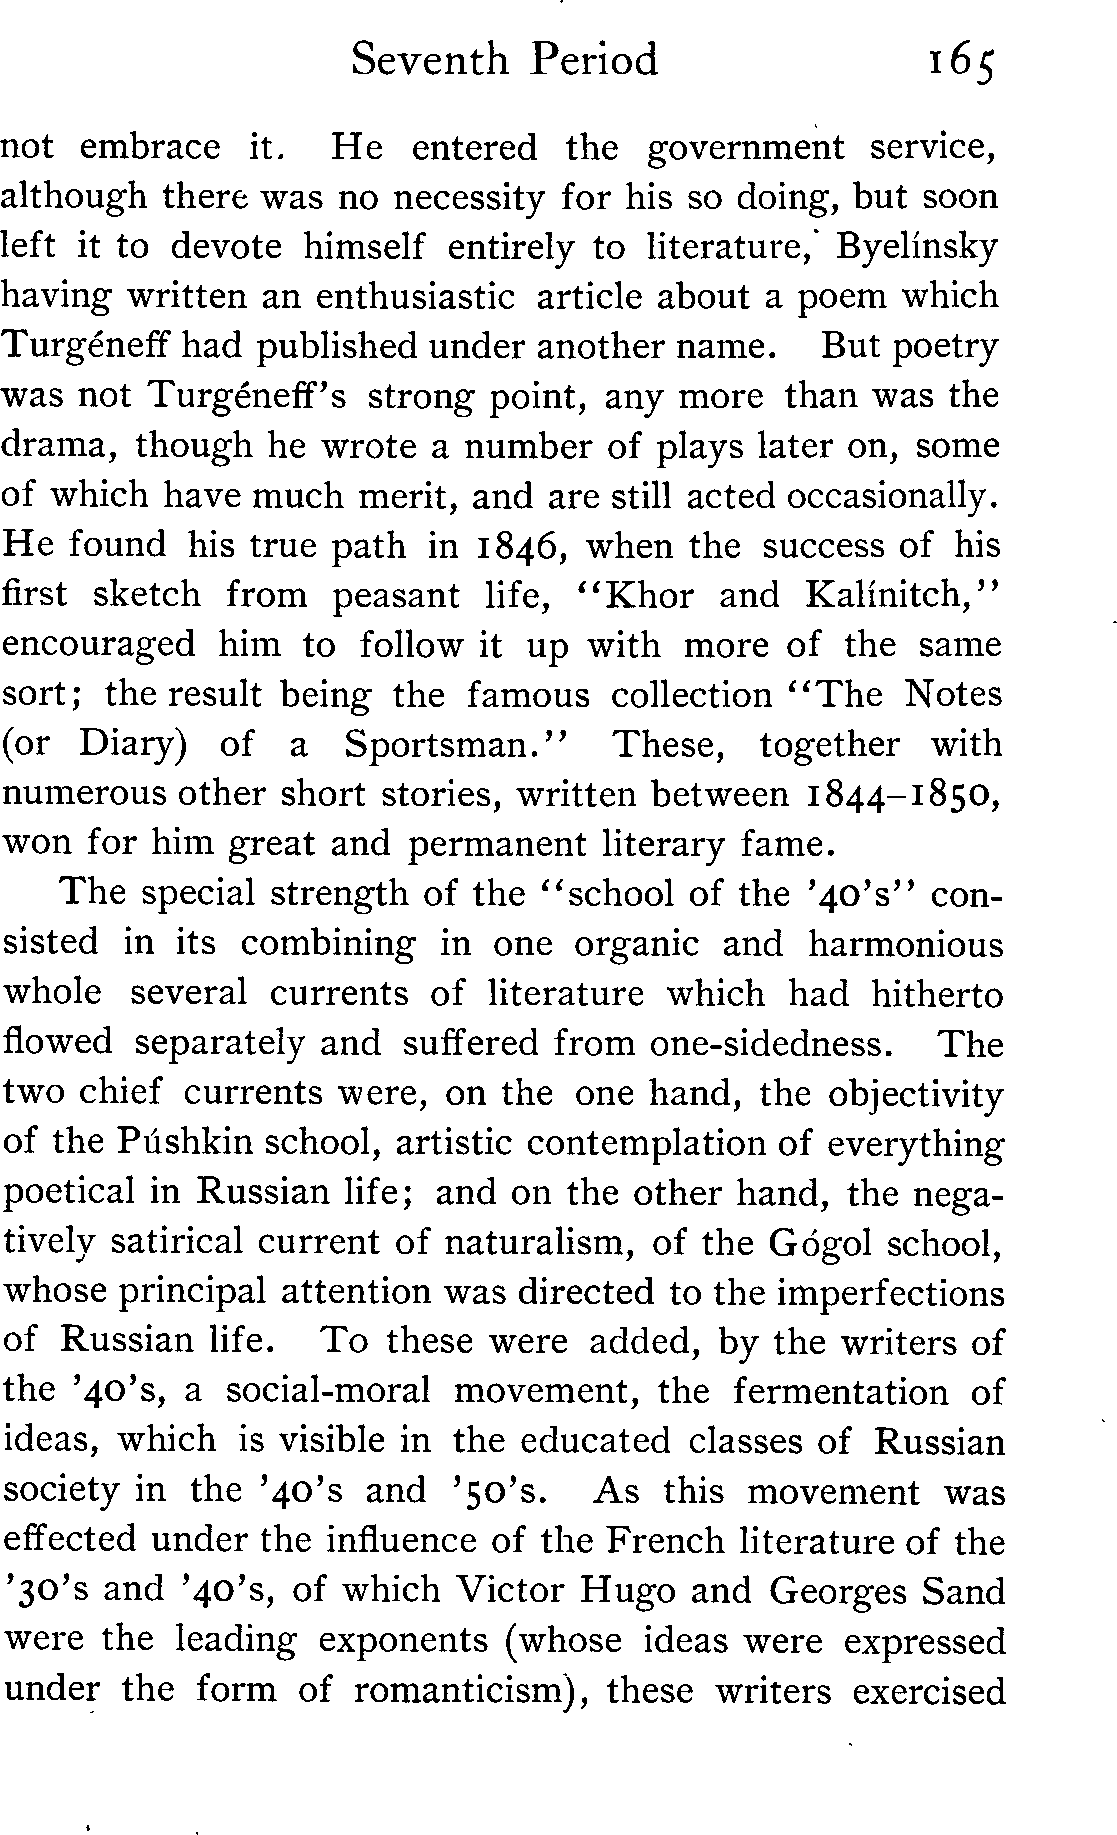 Seventh Period 165
not embrace it. He entered the government service,
although there was no necessity for his so doing, but soon
left it to devote himself entirely to literature, Byelínsky
having written an enthusiastic article about a poem which
Turgéneff had published under another name. But poetry
was not Turgéneff's strong point, any more than was the
drama, though he wrote a number of plays later on, some
of which have much merit, and are still acted occasionally.
He found his true path in 1846, when the success of his
first sketch from peasant life, "Khor and Kalínitch,"
encouraged him to follow it up with more of the same
sort; the result being the famous collection "The Notes
(or Diary) of a Sportsman." These, together with
numerous other short stories, written between 1844–1850,
won for him great and permanent literary fame.
The special strength of the "school of the '40's" con-
sisted in its combining in one organic and harmonious
whole several currents of literature which had hitherto
flowed separately and suffered from one-sidedness. The
two chief currents were, on the one hand, the objectivity
of the Púshkin school, artistic contemplation of everything
poetical in Russian life; and on the other hand, the nega-
tively satirical current of naturalism, of the Gógol school,
whose principal attention was directed to the imperfections
of Russian life. To these were added, by the writers of
the '40's, a social-moral movement, the fermentation of
ideas, which is visible in the educated classes of Russian
society in the '40's and '50's. As this movement was
effected under the influence of the French literature of the
'30's and '40's, of which Victor Hugo and Georges Sand
were the leading exponents (whose ideas were expressed
under the form of romanticism), these writers exercised